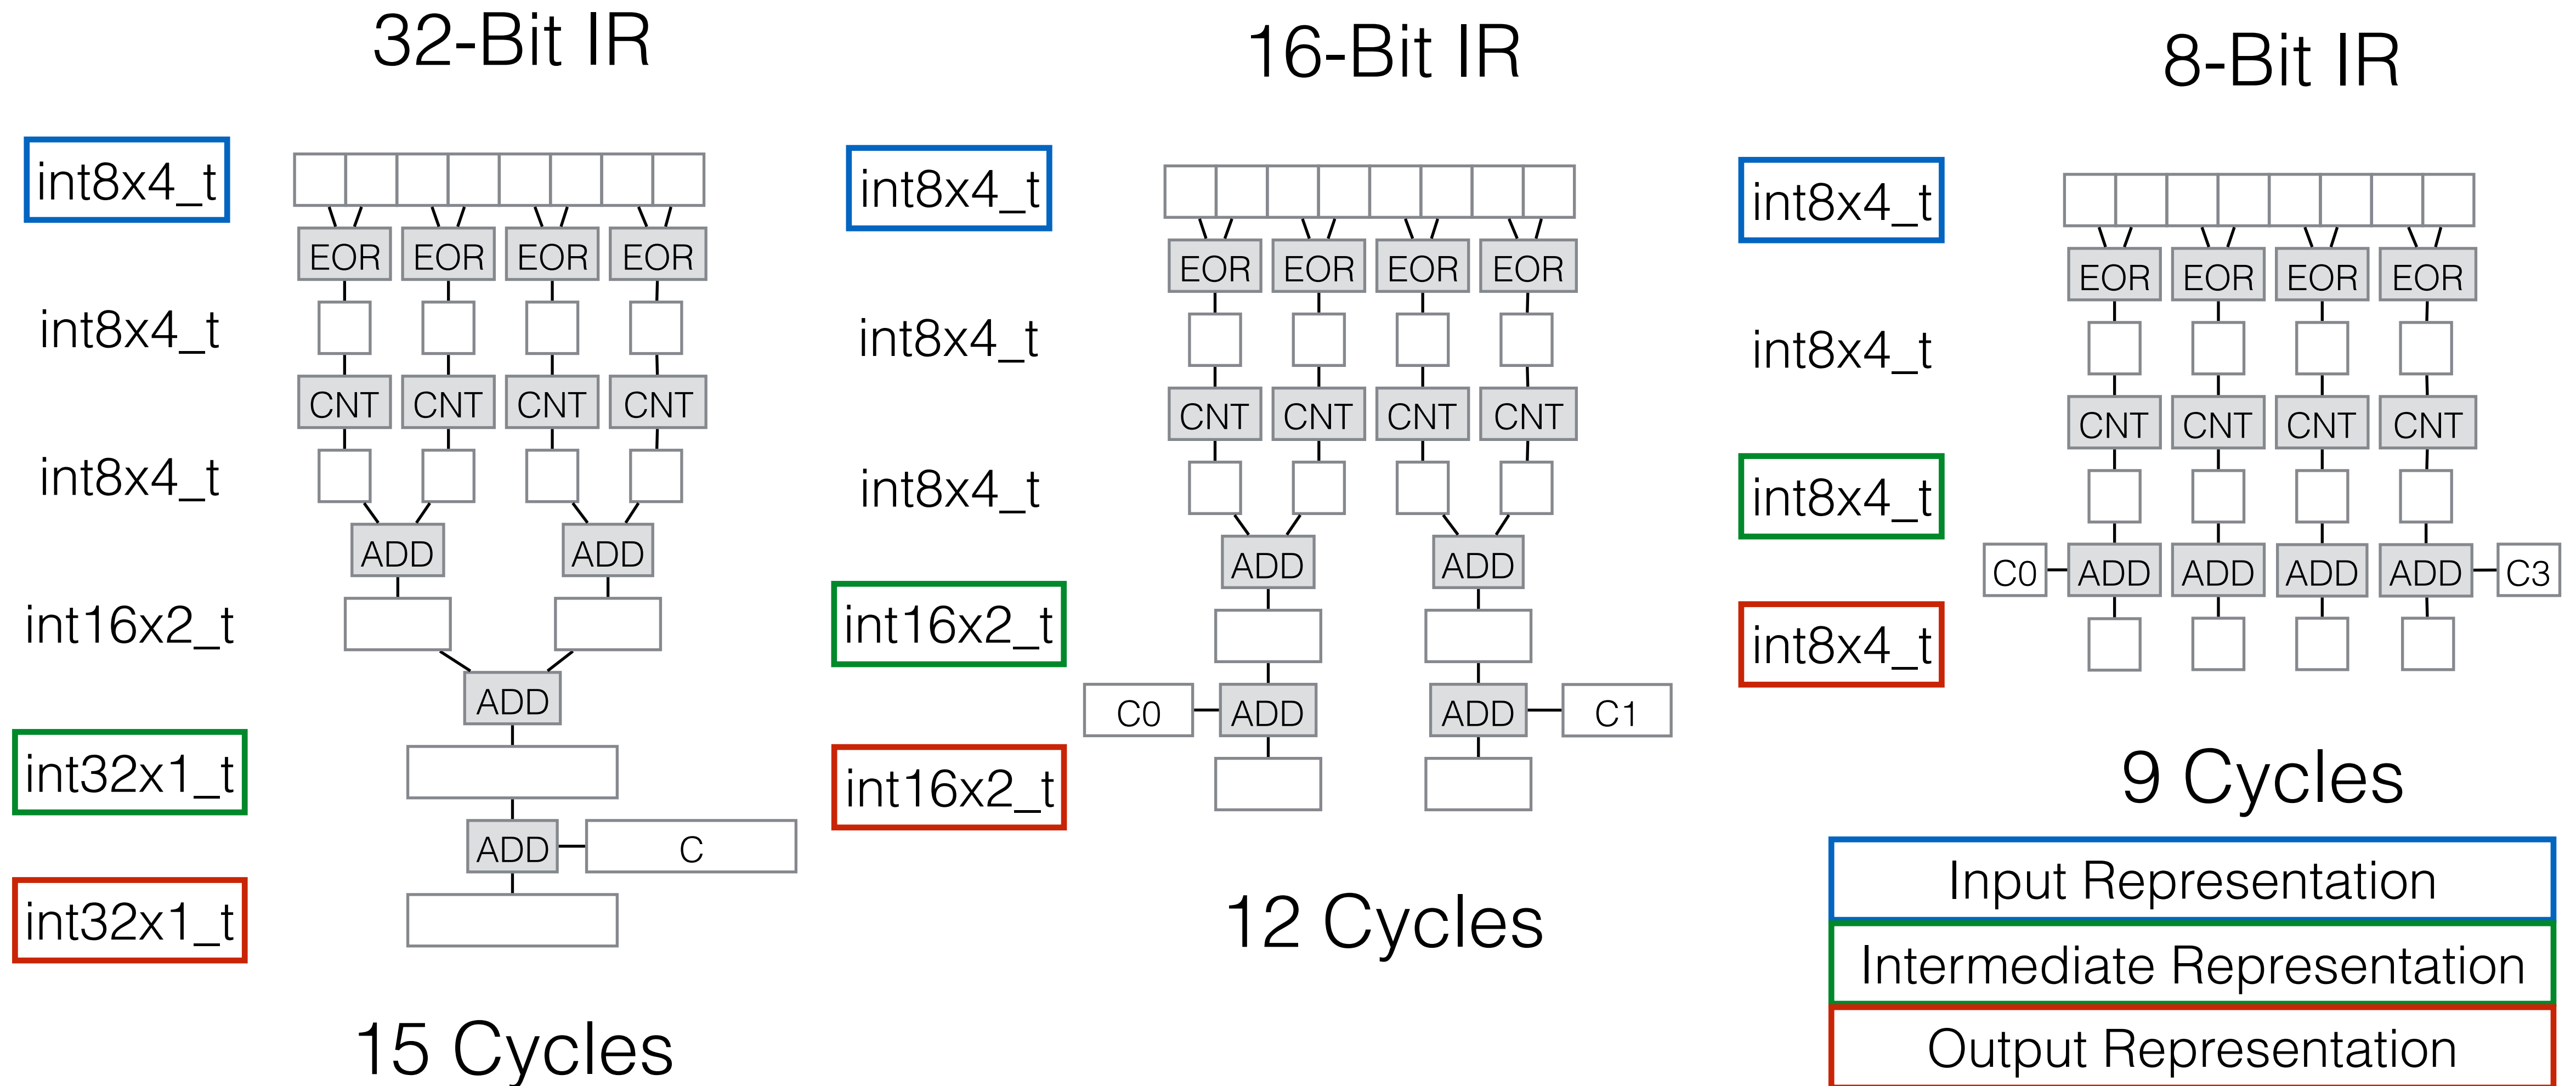 32-Bit IR
int8x4_t
EOR EOR EOR EOR
int8x4_t
CNT CNT CNT CNT
int8x4_t
ADD ADD
int16x2_t
ADD
int32x1_t
ADD C
int32x1_t
15 Cycles
16-Bit IR
int8x4_t
EOR EOR EOR EOR
int8x4_t
CNT CNT CNT CNT
int8x4_t
ADD ADD
int16x2_t
C0 ADD ADD C1
int16x2_t
12 Cycles
8-Bit IR
int8x4_t
EOR EOR EOR EOR
int8x4_t
CNT CNT CNT CNT
int8x4_t
C0 ADD ADD ADD ADD C3
int8x4_t
9 Cycles
Input Representation
Intermediate Representation
Output Representation